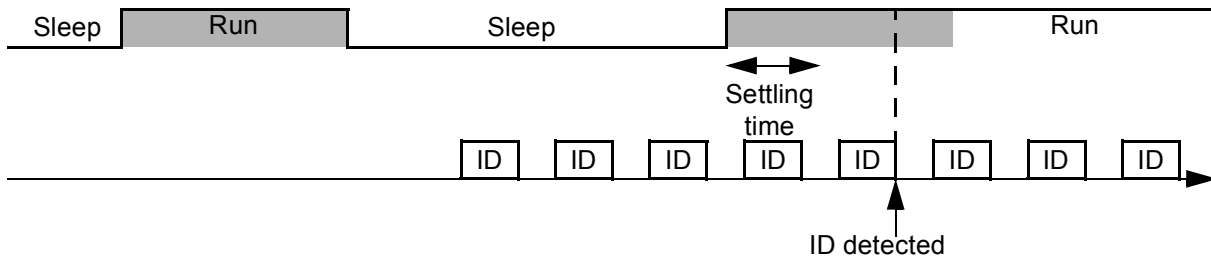 Sleep
Run
Sleep
Run
Settling
time
ID
ID
ID
ID
ID
ID
ID
ID
ID detected